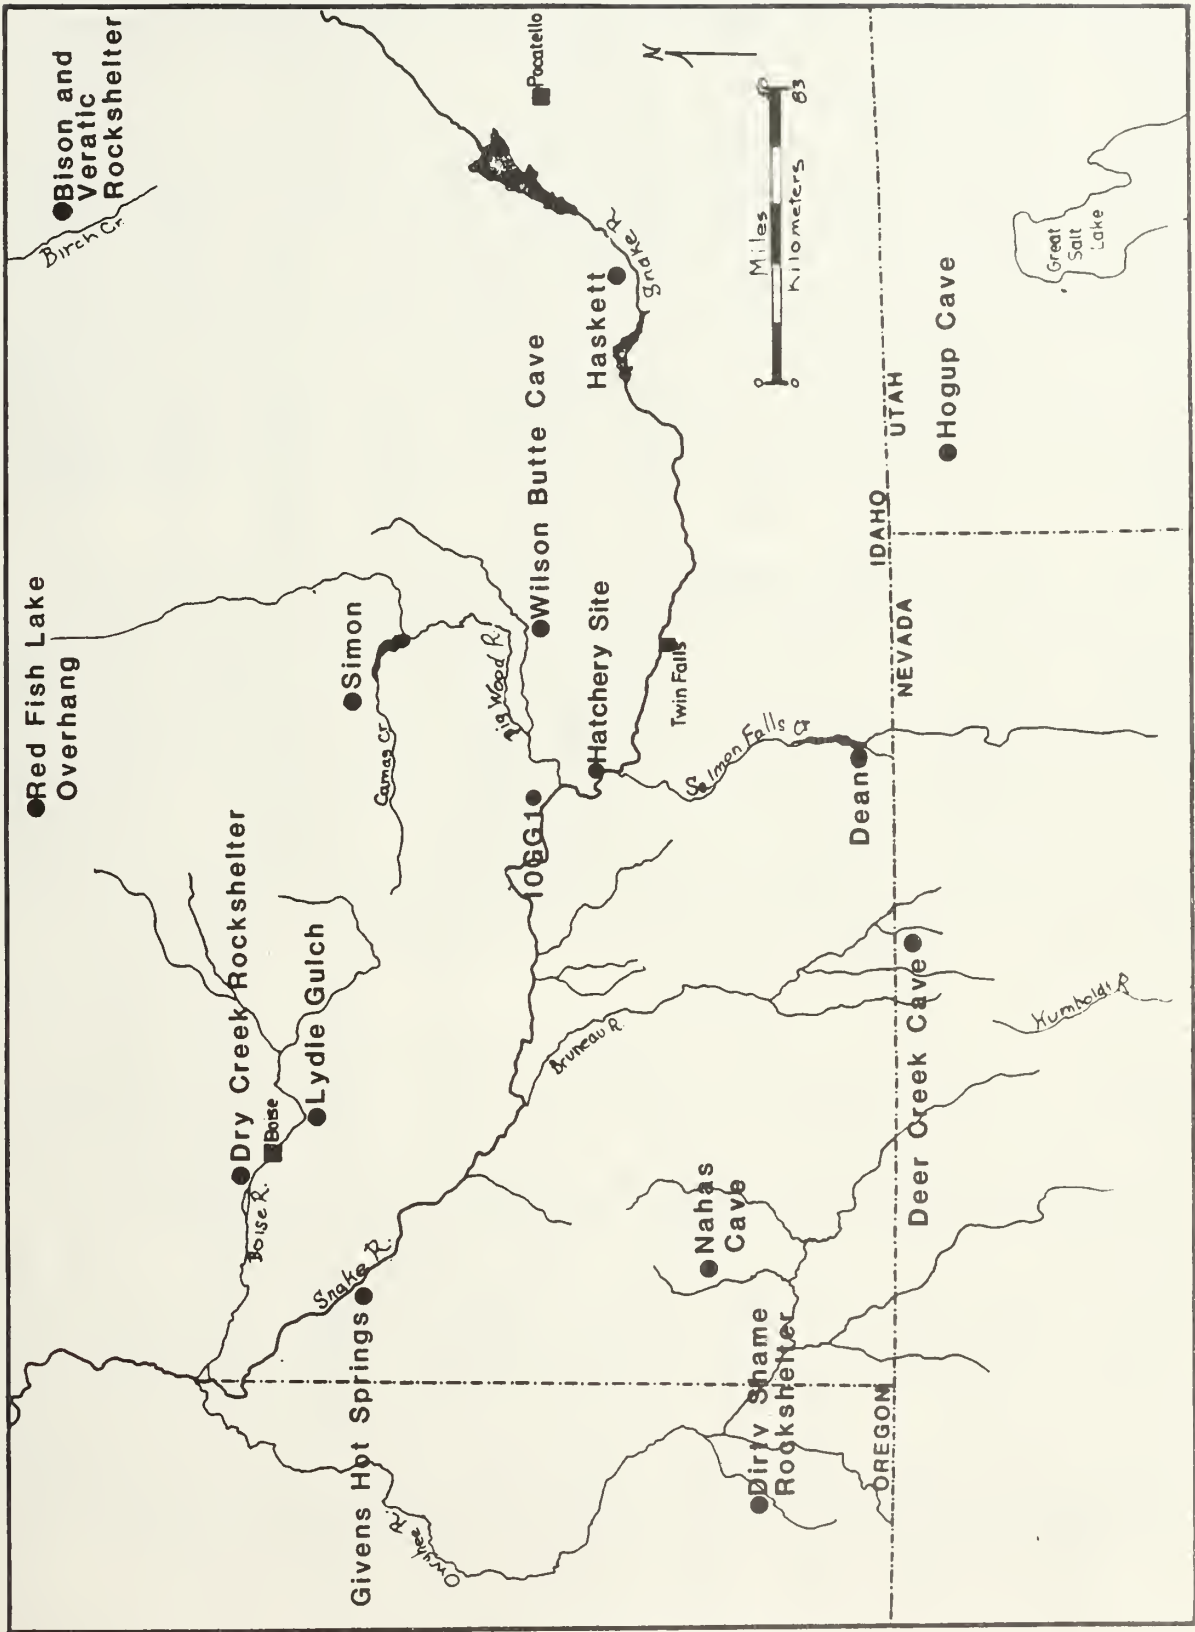 Bison and
Veratic
Rockshelter
Birch Cr.
Red Fish Lake
Overhang
Pocatello
N
Simon
Camas Cr
Dry Creek Rockshelter
Lydle Gulch
Boise
Boise R.
Big Wood R.
Wilson Butte Cave
Haskett
Snake R.
0 50
Miles
Kilometers
0 83
Hatchery Site
Twin Falls
10GG1
Salmon Falls Cr
Dean
Bruneau R.
Snake R.
Givens Hot Springs
Owyhee
R.
Nahas
Cave
Dirty Shame
Rockshelter
Deer Creek Cave
Humboldt R
OREGON
NEVADA
IDAHO
UTAH
Hogup Cave
Great
Salt
Lake